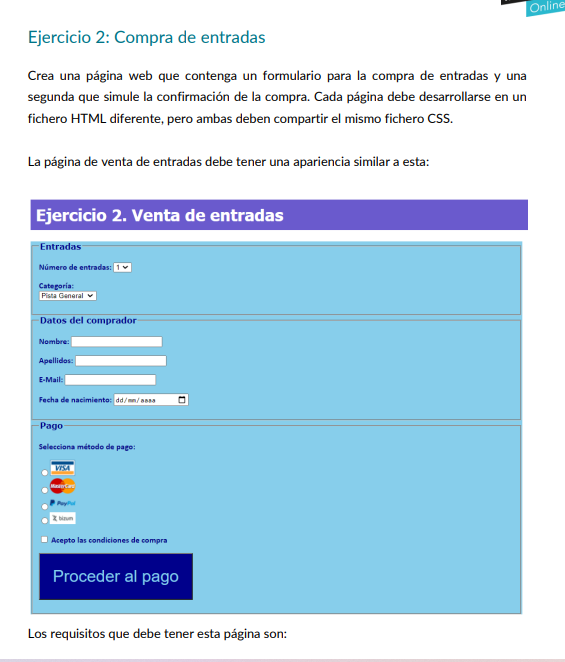 Online
Ejercicio 2: Compra de entradas
Crea una página web que contenga un formulario para la compra de entradas y una
segunda que simule la confirmación de la compra. Cada página debe desarrollarse en un
fichero HTML diferente, pero ambas deben compartir el mismo fichero CSS.
La página de venta de entradas debe tener una apariencia similar a esta:
Ejercicio 2. Venta de entradas
Entradas
Número de entradas: 1
Categoría:
Pista General
Datos del comprador
Nombre:
Apellidos:
E-Mail:
Fecha de nacimiento: dd/mm/aaaa
Pago
Selecciona método de pago:
VISA
MasterCard
PayPal
bizum
Acepto las condiciones de compra
Proceder al pago
Los requisitos que debe tener esta página son: